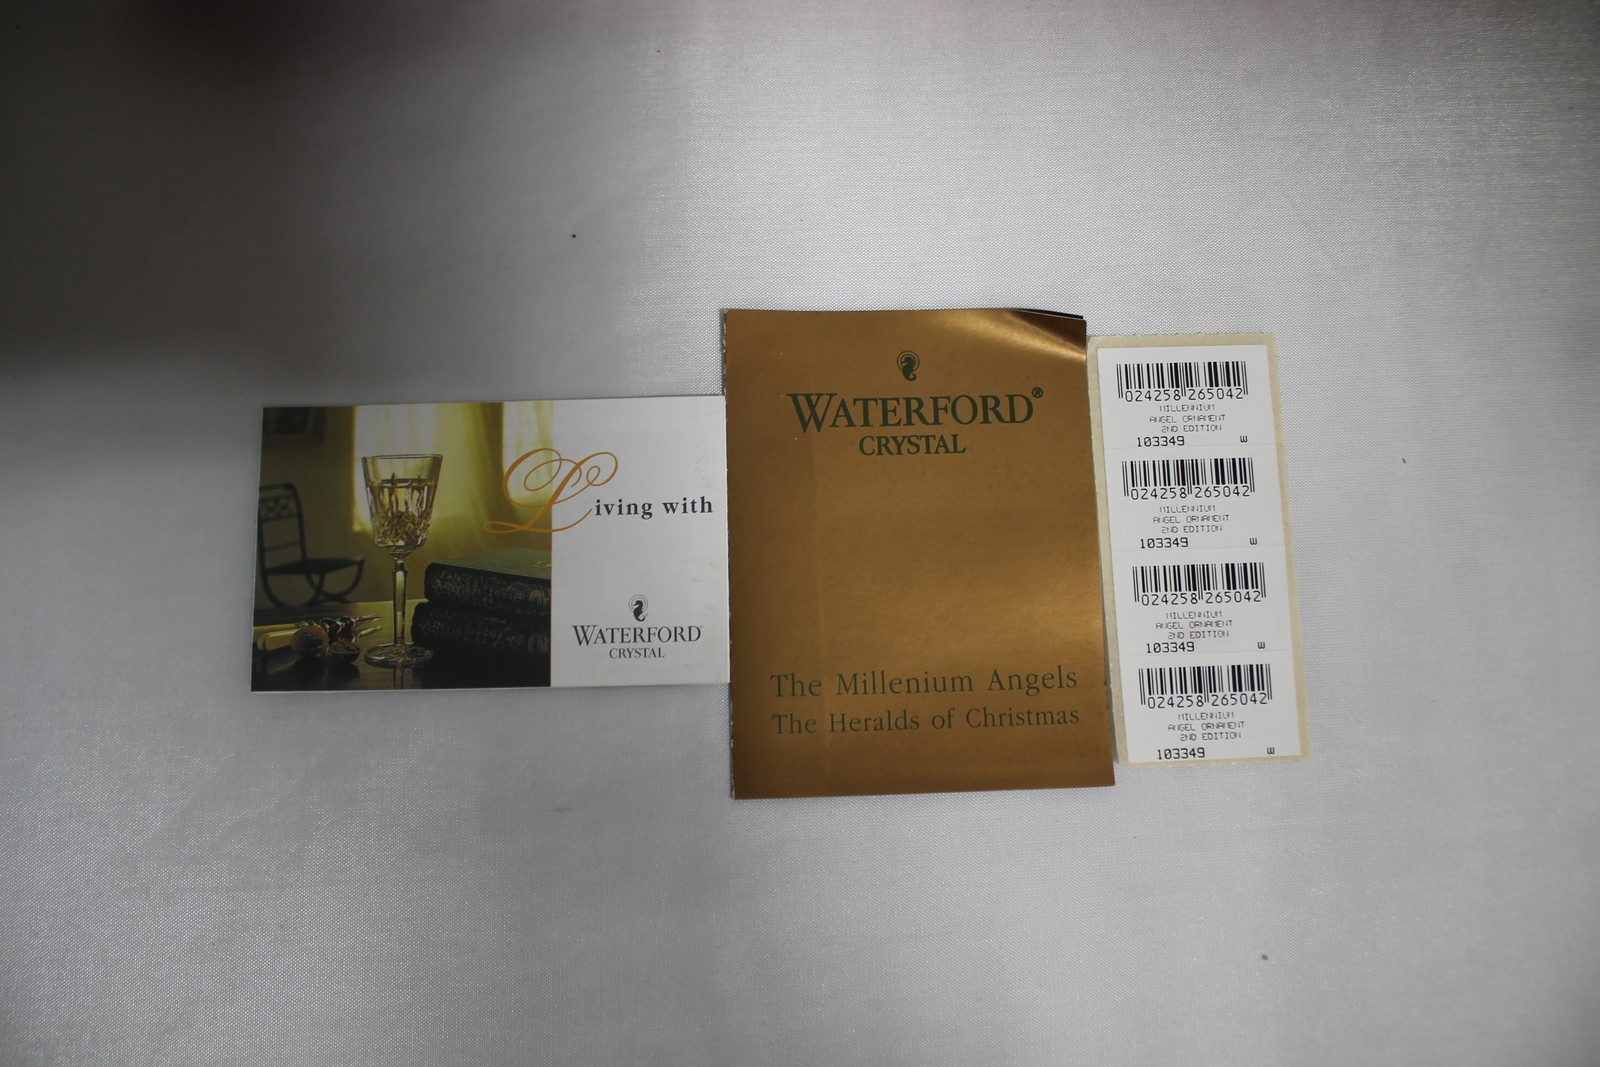 Living with
WATERFORD
CRYSTAL
WATERFORD®
CRYSTAL
The Millenium Angels
The Heralds of Christmas
024258 265042
MILLENNIUM
ANGEL ORNAMENT
2ND EDITION
103349 W
024258 265042
MILLENNIUM
ANGEL ORNAMENT
2ND EDITION
103349 W
024258 265042
MILLENNIUM
ANGEL ORNAMENT
2ND EDITION
103349 W
024258 265042
MILLENNIUM
ANGEL ORNAMENT
2ND EDITION
103349 W